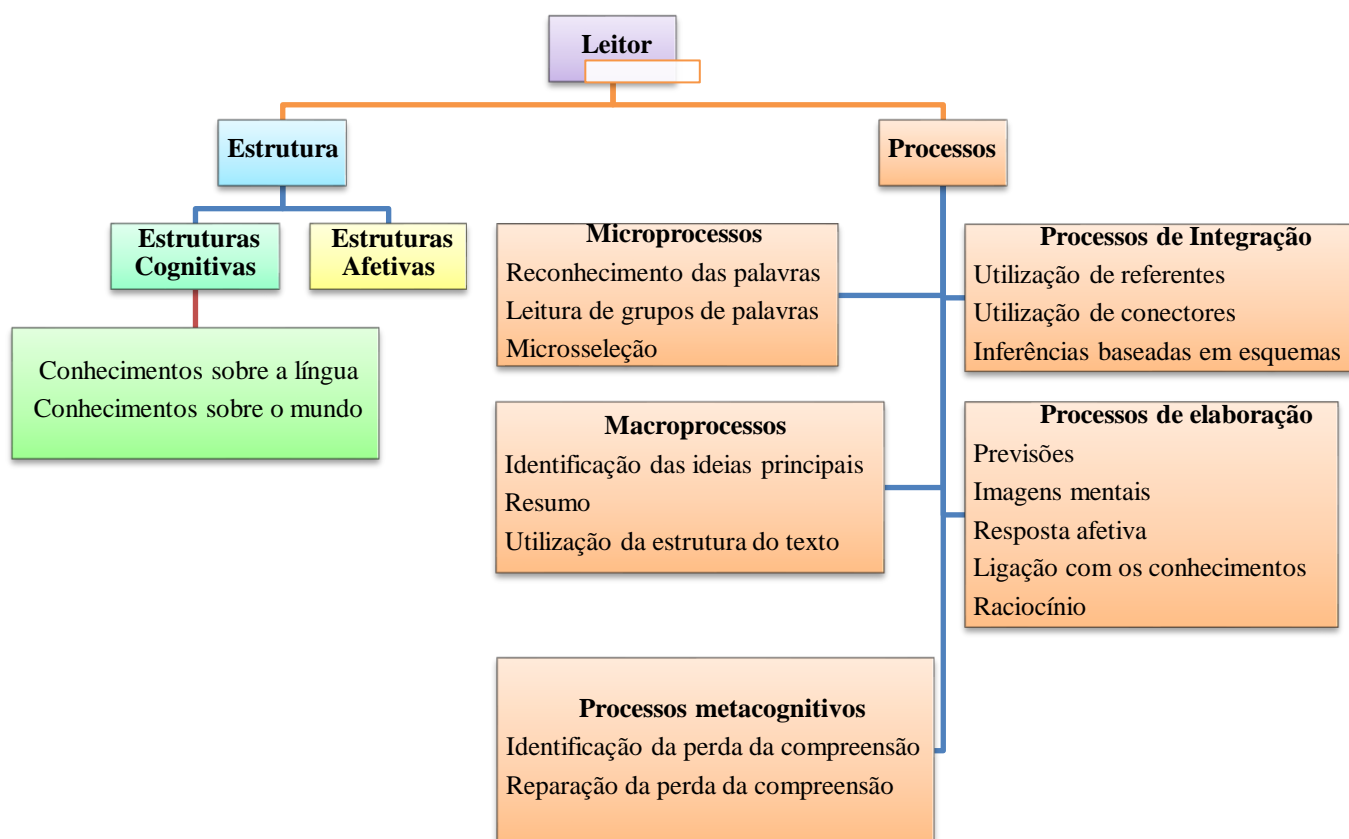 Leitor
Estrutura
Processos
Estruturas
Cognitivas
Estruturas
Afetivas
Conhecimentos sobre a língua
Conhecimentos sobre o mundo
Microprocessos
Reconhecimento das palavras
Leitura de grupos de palavras
Microsseleção
Processos de Integração
Utilização de referentes
Utilização de conectores
Inferências baseadas em esquemas
Macroprocessos
Identificação das ideias principais
Resumo
Utilização da estrutura do texto
Processos de elaboração
Previsões
Imagens mentais
Resposta afetiva
Ligação com os conhecimentos
Raciocínio
Processos metacognitivos
Identificação da perda da compreensão
Reparação da perda da compreensão